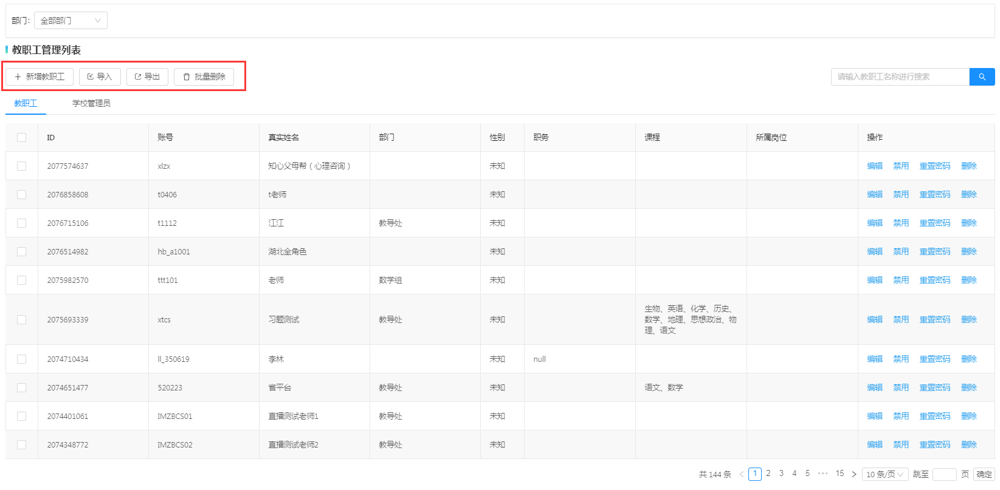 部门： 全部部门
教职工管理列表
新增教职工 导入 导出 批量删除 请输入教职工名称进行搜索
教职工 学校管理员
ID 账号 真实姓名 部门 性别 职务 课程 所属岗位 操作
2077574637 xlzx 知心父母帮（心理咨询） 未知 编辑 禁用 重置密码 删除
2076858608 t0406 t老师 未知 编辑 禁用 重置密码 删除
2076715106 t1112 江江 教导处 未知 编辑 禁用 重置密码 删除
2076514982 hb_a1001 湖北全角色 未知 编辑 禁用 重置密码 删除
2075982570 ttt101 老师 数学组 未知 编辑 禁用 重置密码 删除
2075693339 xtcs 习题测试 教导处 未知 生物、英语、化学、历史、
数学、地理、思想政治、物
理、语文 编辑 禁用 重置密码 删除
2074710434 ll_350619 李林 未知 null 编辑 禁用 重置密码 删除
2074651477 520223 省平台 教导处 未知 语文、数学 编辑 禁用 重置密码 删除
2074401061 IMZBCS01 直播测试老师1 教导处 未知 编辑 禁用 重置密码 删除
2074348772 IMZBCS02 直播测试老师2 教导处 未知 编辑 禁用 重置密码 删除
共 144 条 < 1 2 3 4 5 ••• 15 > 10 条/页 跳至 页 确定